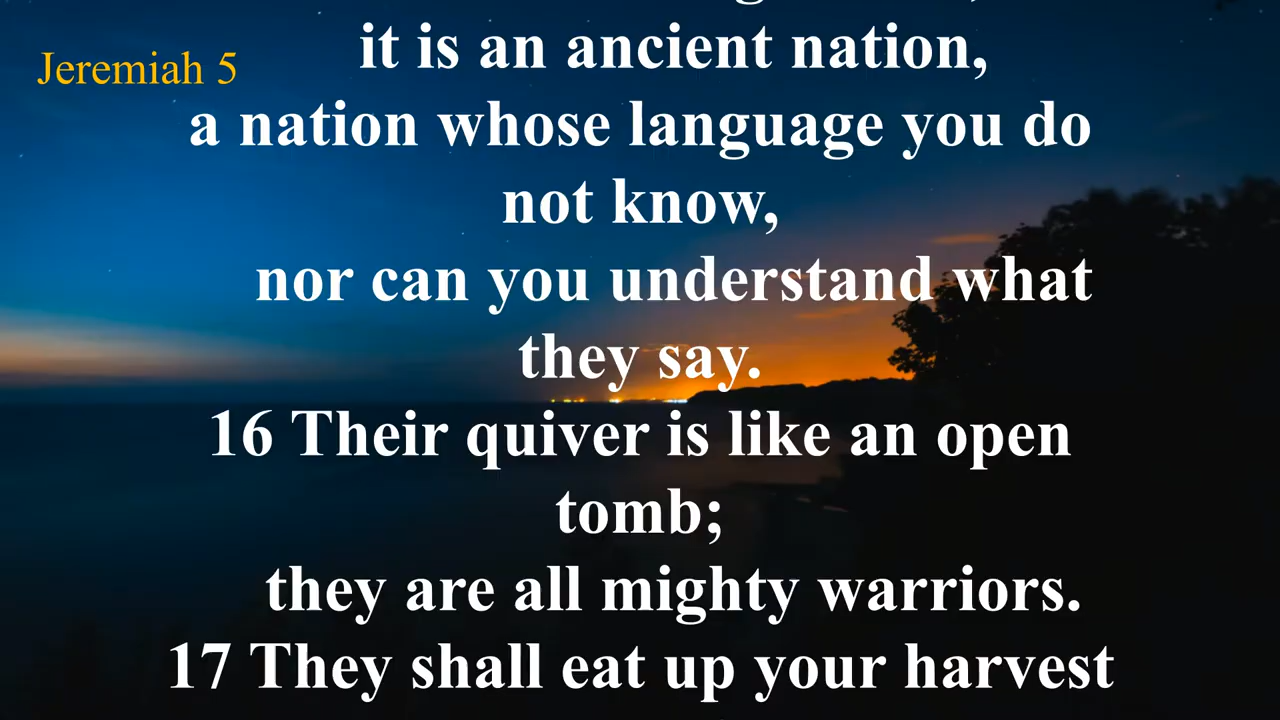 Jeremiah 5
it is an ancient nation,
a nation whose language you do
not know,
nor can you understand what
they say.
16 Their quiver is like an open
tomb;
they are all mighty warriors.
17 They shall eat up your harvest